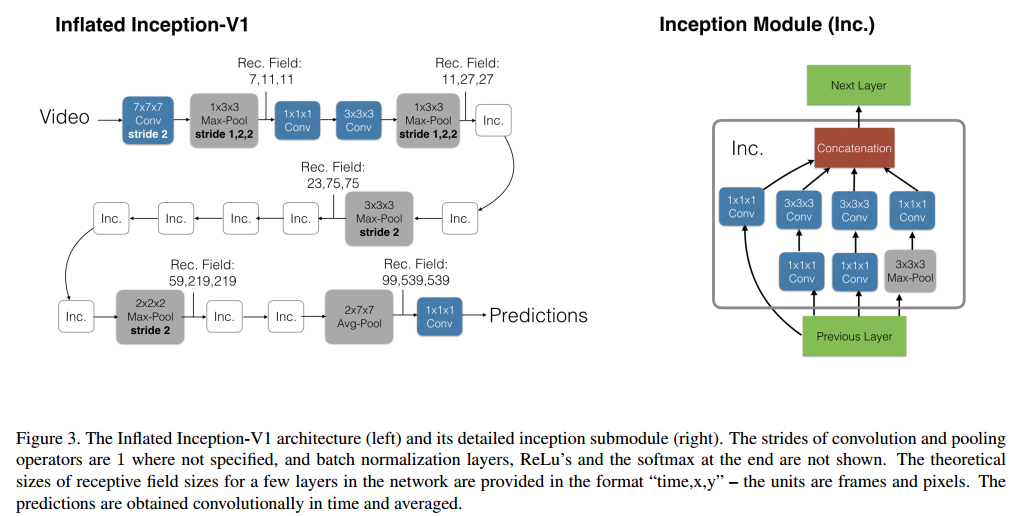 Inflated Inception-V1
Inception Module (Inc.)
Rec. Field:
7,11,11
Rec. Field:
11,27,27
Video
7x7x7
Conv
stride 2
1x3x3
Max-Pool
stride 1,2,2
1x1x1
Conv
3x3x3
Conv
1x3x3
Max-Pool
stride 1,2,2
Inc.
Rec. Field:
23,75,75
Inc.
Inc.
Inc.
Inc.
3x3x3
Max-Pool
stride 2
Inc.
Rec. Field:
59,219,219
Rec. Field:
99,539,539
Inc.
2x2x2
Max-Pool
stride 2
Inc.
Inc.
2x7x7
Avg-Pool
1x1x1
Conv
Predictions
Next Layer
Inc.
Concatenation
1x1x1
Conv
3x3x3
Conv
3x3x3
Conv
1x1x1
Conv
1x1x1
Conv
1x1x1
Conv
3x3x3
Max-Pool
Previous Layer
Figure 3. The Inflated Inception-V1 architecture (left) and its detailed inception submodule (right). The strides of convolution and pooling
operators are 1 where not specified, and batch normalization layers, ReLu's and the softmax at the end are not shown. The theoretical
sizes of receptive field sizes for a few layers in the network are provided in the format “time,x,y” – the units are frames and pixels. The
predictions are obtained convolutionally in time and averaged.